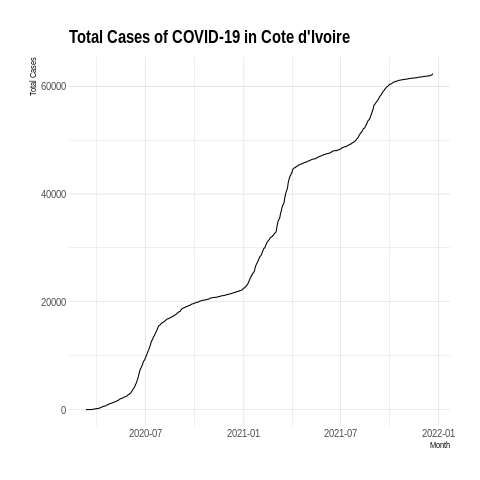 Total Cases of COVID-19 in Cote d'Ivoire
Total Cases
60000
40000
20000
0
2020-07 2021-01 2021-07 2022-01
Month